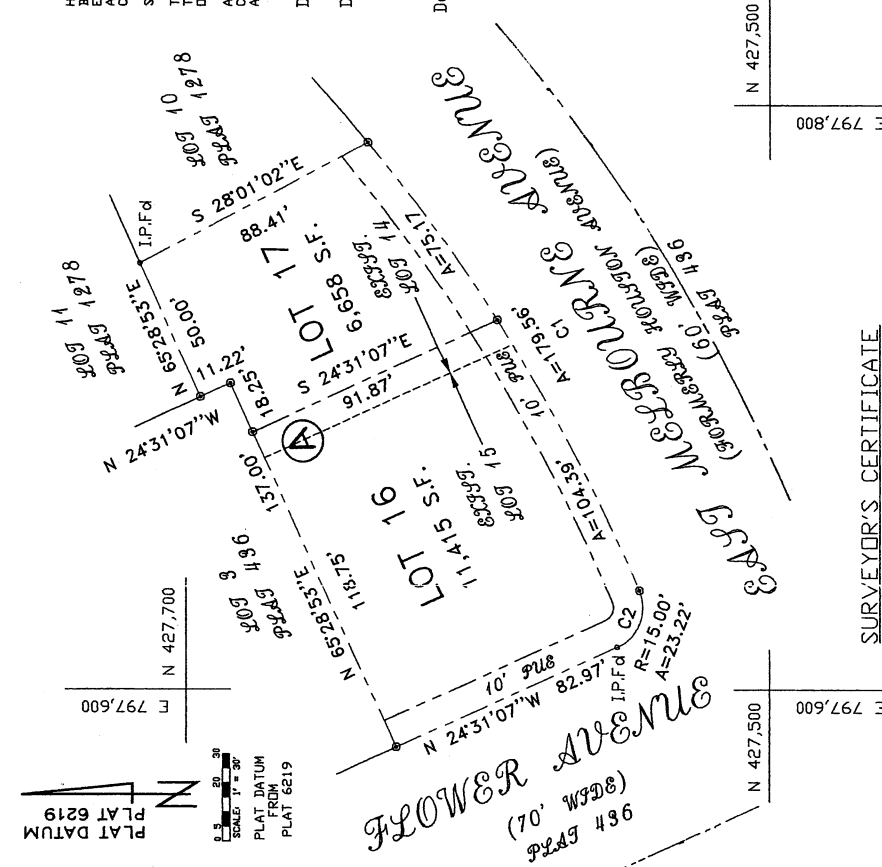 LOT 10
PLAT 1278
LOT 11
PLAT 1278
I.P.Fd
S 28°01'02"E
88.41'
N 65°28'53"E
50.00'
LOT 17
6,658 S.F.
EXIST.
LOT 14
A=75.17
11.22'
N 24°31'07"W
18.25'
S 24°31'07"E
91.87'
A
137.00'
N 65°28'53"E
118.75'
LOT 9
PLAT 436
LOT 16
11,415 S.F.
EXIST.
LOT 15
10' PUE
A=179.56'
C1
A=104.39'
EAST MELBOURNE AVENUE
AVENUE
(FORMERLY HOUSTON AVENUE)
(60' WIDE)
PLAT 436
10' PUE
N 24°31'07"W 82.97'
I.P.Fd
C2
R=15.00'
A=23.22'
FLOWER AVENUE
(70' WIDE)
PLAT 436
N 427,700
E 797,600
N 427,500
E 797,600
N 427,500
E 797,800
PLAT DATUM
PLAT 6219
N
0 5 20 30
SCALE: 1" = 30'
PLAT DATUM
FROM
PLAT 6219
SURVEYOR'S CERTIFICATE